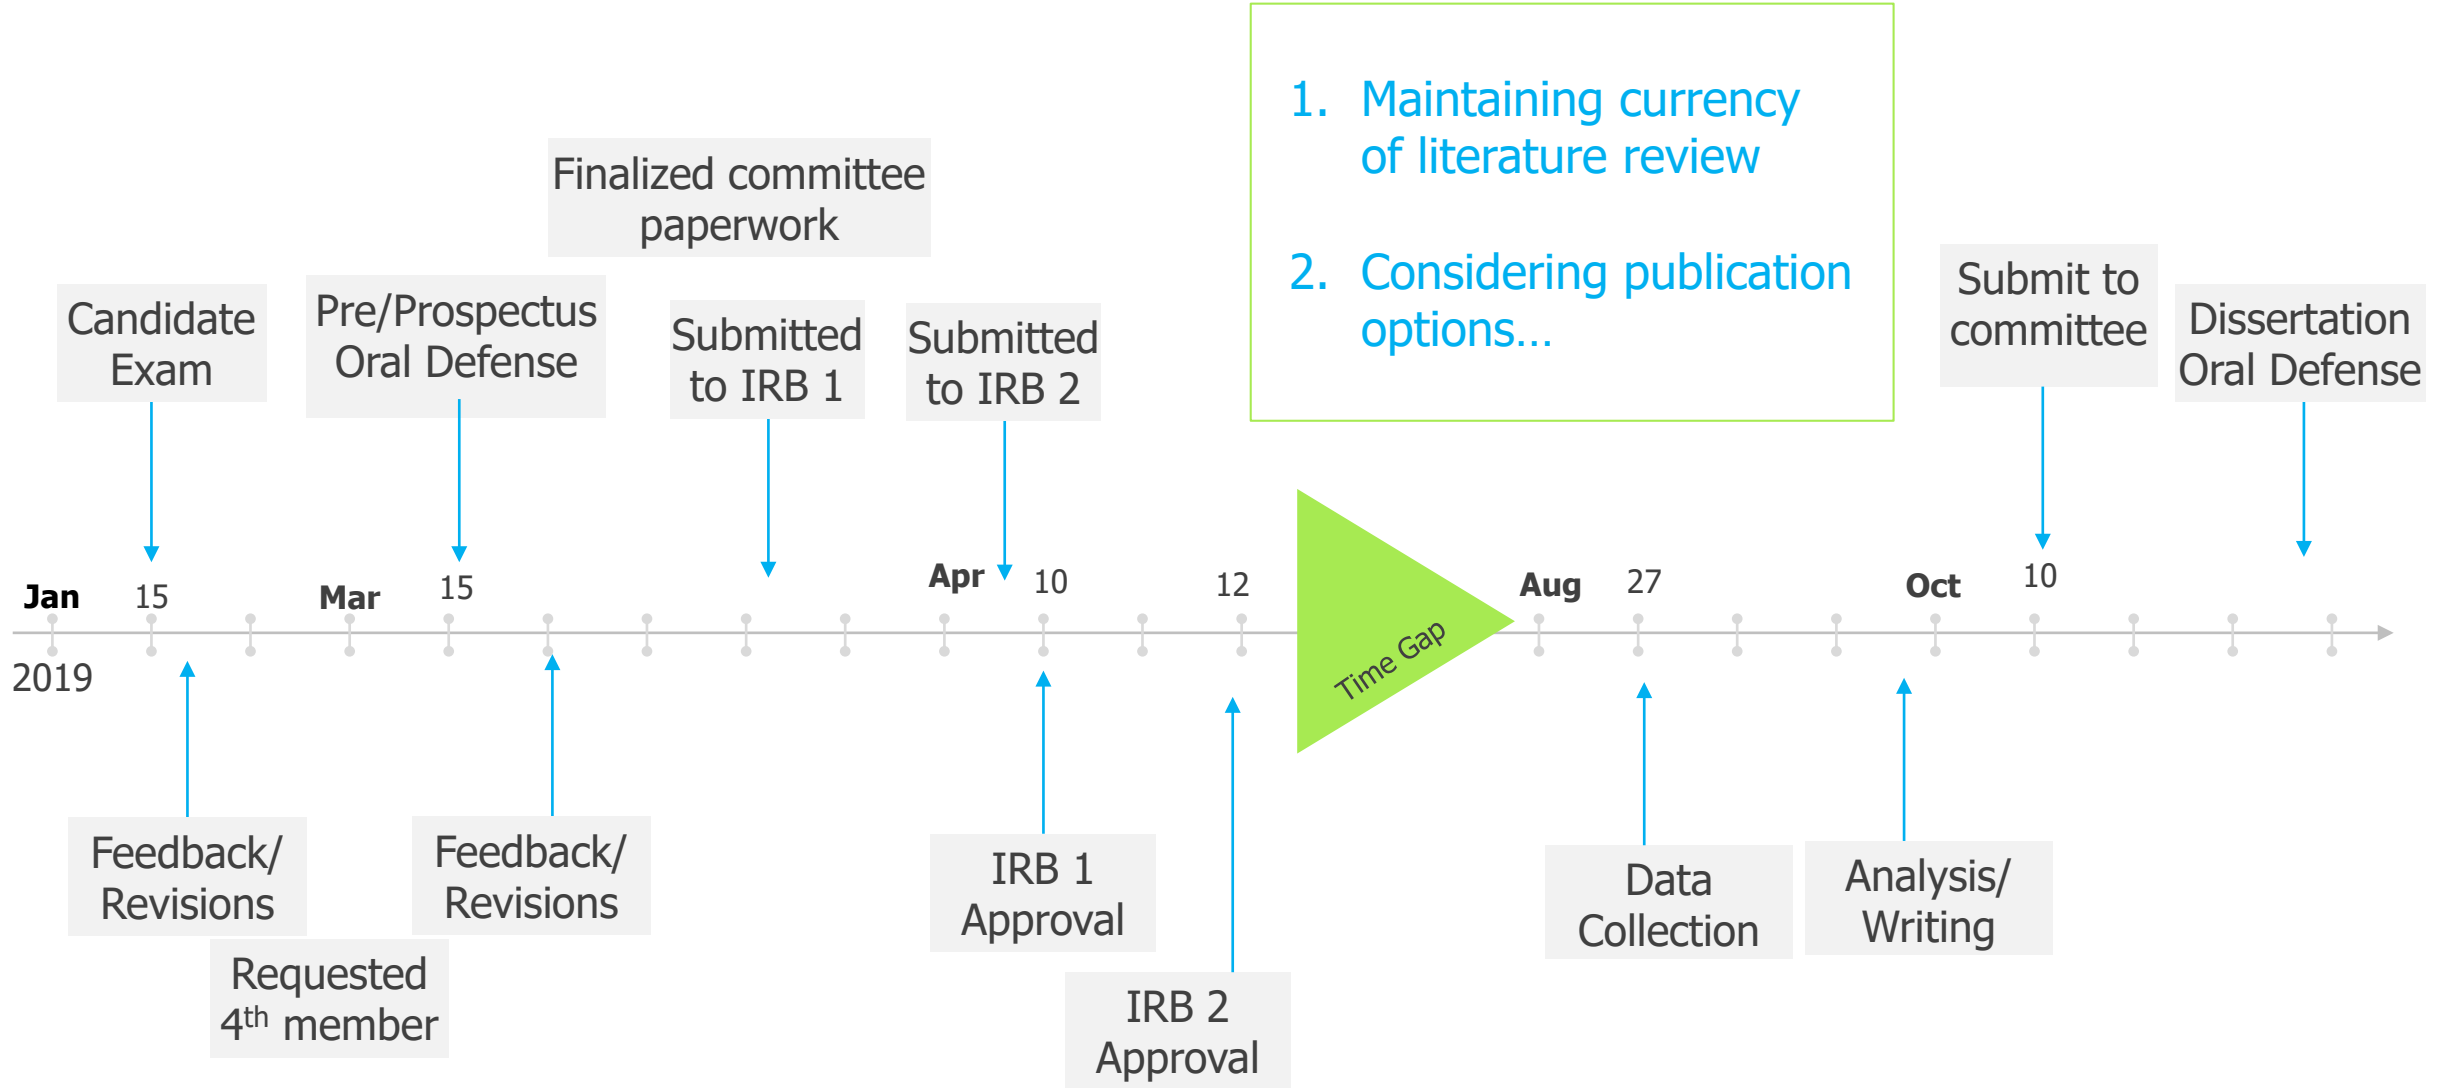 1. Maintaining currency
of literature review
2. Considering publication
options...
Finalized committee
paperwork
Candidate
Exam
Pre/Prospectus
Oral Defense
Submitted
to IRB 1
Submitted
to IRB 2
Submit to
committee
Dissertation
Oral Defense
Jan
15
Mar
15
Apr
10
12
Aug
27
Oct
10
2019
Time Gap
Feedback/
Revisions
Requested
4th member
Feedback/
Revisions
IRB 1
Approval
IRB 2
Approval
Data
Collection
Analysis/
Writing